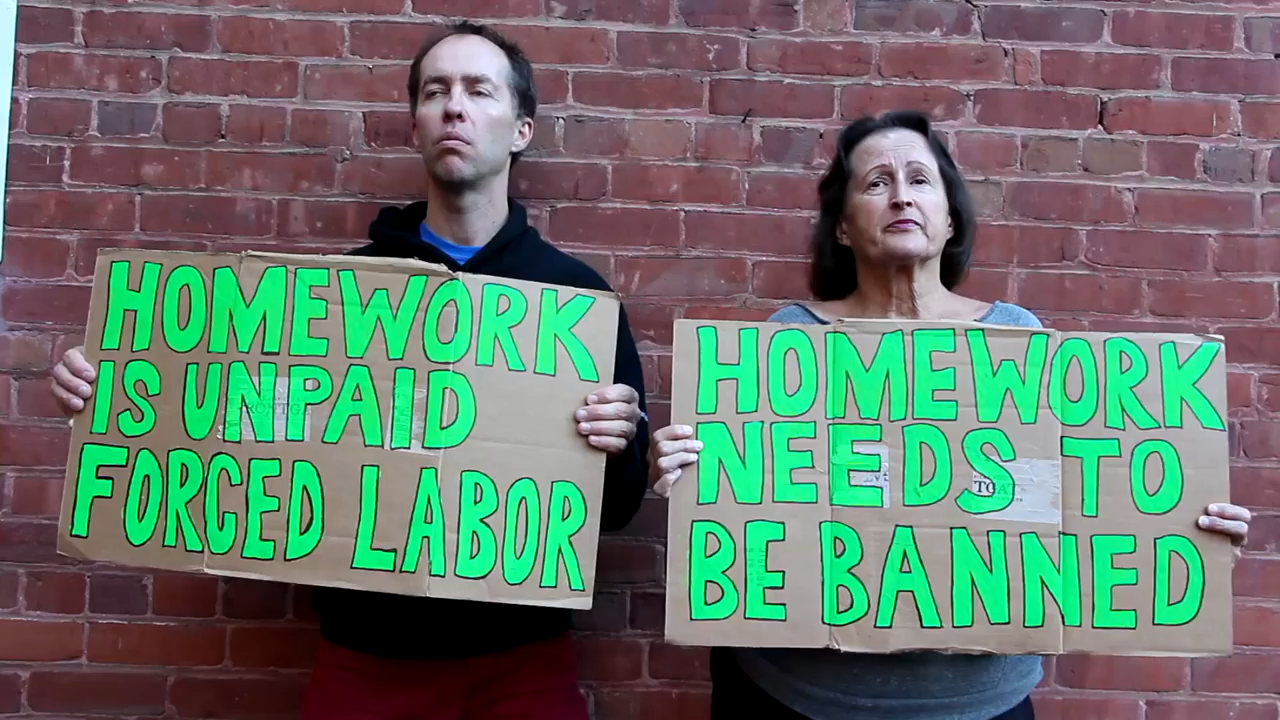 HOMEWORK
IS UNPAID
FORCED LABOR
HOMEWORK
NEEDS TO
BE BANNED